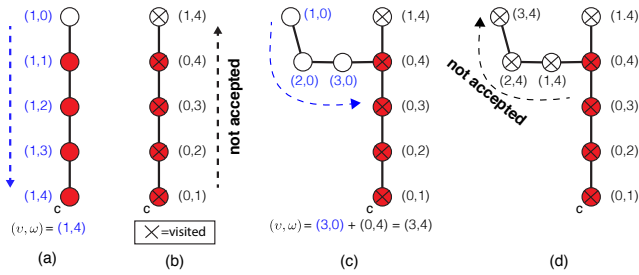 (1,0)
(1,1)
(1,2)
(1,3)
(1,4)
c
(υ,ω) = (1,4)
(a)
(1,4)
(0,4)
(0,3)
(0,2)
(0,1)
c
not accepted
=visited
(b)
(1,0)
(2,0)
(3,0)
(1,4)
(0,4)
(0,3)
(0,2)
(0,1)
c
(υ,ω) = (3,0) + (0,4) = (3,4)
(c)
(3,4)
(2,4)
(1,4)
(1,4)
(0,4)
(0,3)
(0,2)
(0,1)
not accepted
(d)